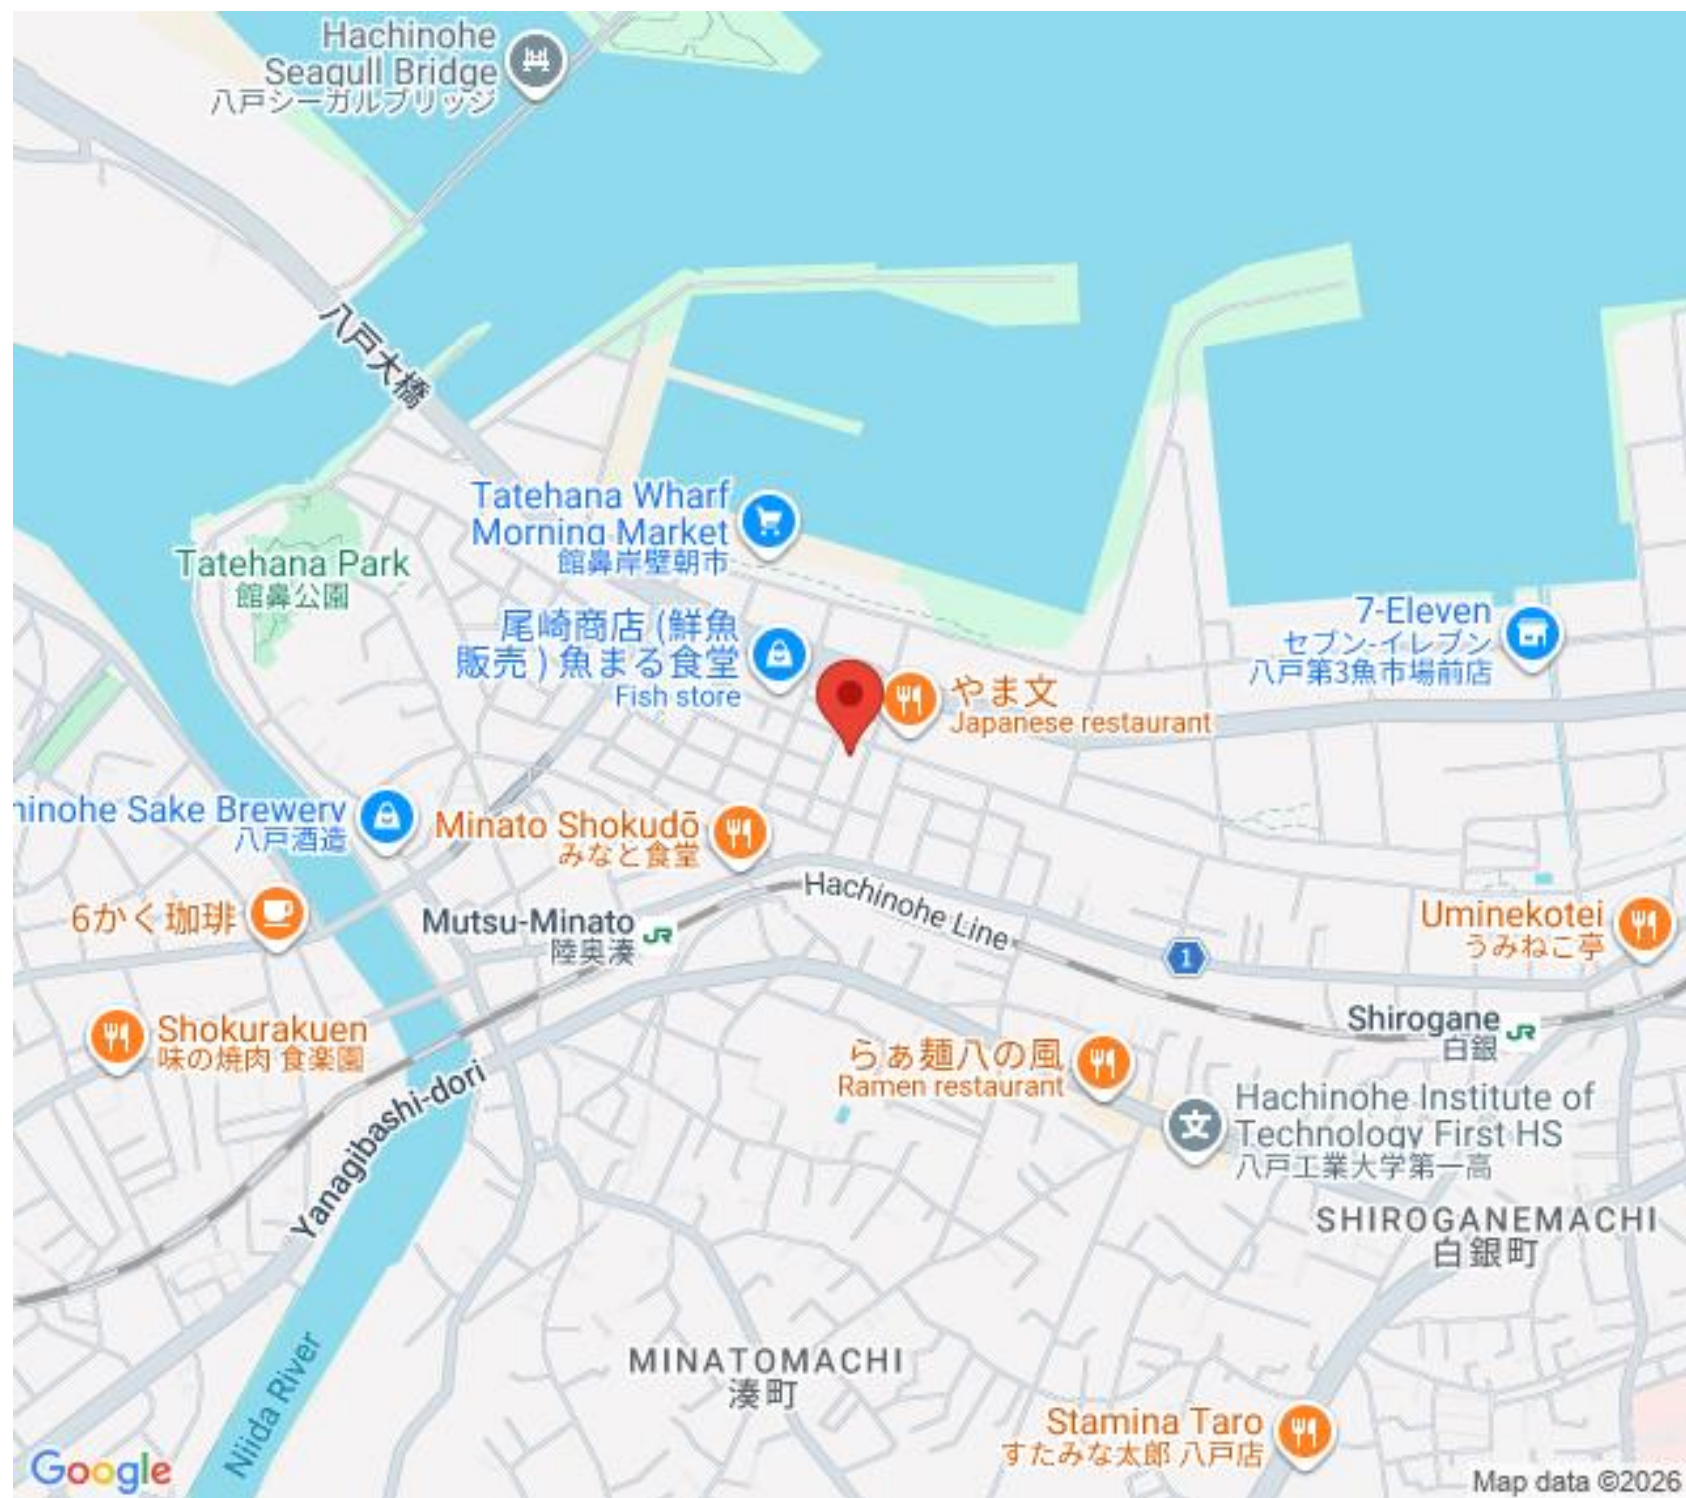 Hachinohe
Seagull Bridge
八戸シーガルブリッジ
八戸大橋
Tatehana Wharf
Morning Market
館鼻岸壁朝市
Tatehana Park
館鼻公園
尾崎商店 (鮮魚
販売 ) 魚まる食堂
Fish store
7-Eleven
セブン-イレブン
八戸第3魚市場前店
やま文
Japanese restaurant
hinohe Sake Brewery
八戸酒造
Minato Shokudō
みなと食堂
Hachinohe Line
6かく珈琲
Mutsu-Minato
陸奥湊
JR
1
Uminekotei
うみねこ亭
Shokurakuen
味の焼肉 食楽園
Shirogane
白銀
JR
らぁ麺八の風
Ramen restaurant
Yanagibashi-dori
文
Hachinohe Institute of
Technology First HS
八戸工業大学第一高
SHIROGANEMACHI
白銀町
MINATOMACHI
湊町
Niida River
Stamina Taro
すたみな太郎 八戸店
Google
Map data ©2026